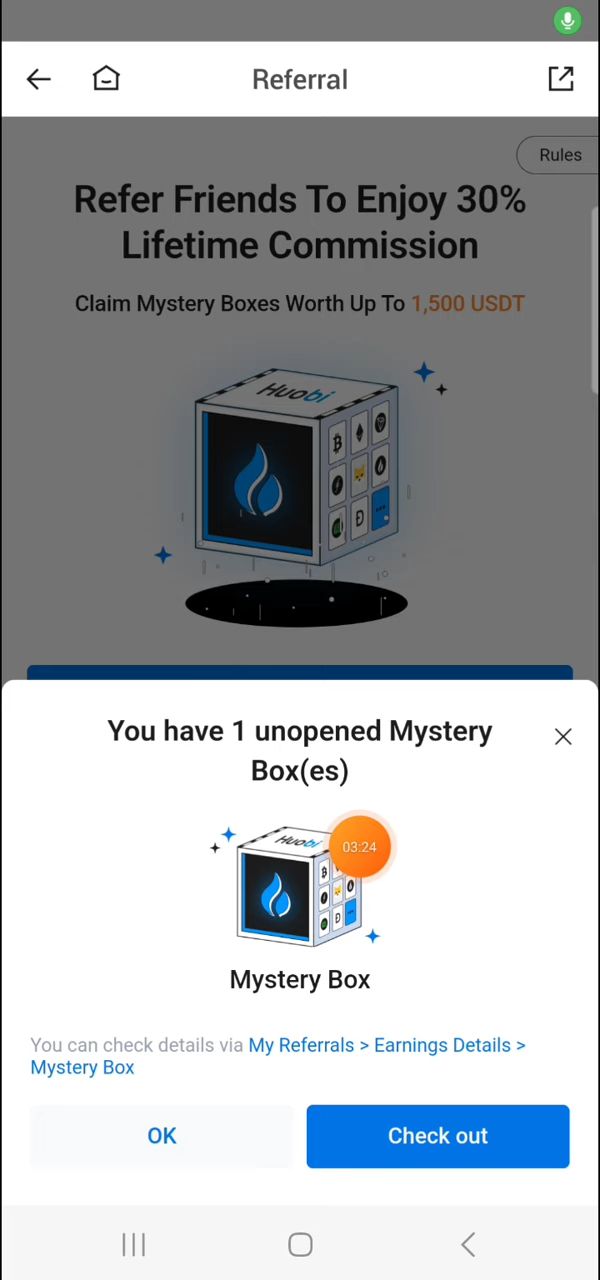 Referral
Rules
Refer Friends To Enjoy 30%
Lifetime Commission
Claim Mystery Boxes Worth Up To 1,500 USDT
Huobi
You have 1 unopened Mystery
Box(es)
Huobi
03:24
Mystery Box
You can check details via My Referrals > Earnings Details >
Mystery Box
OK
Check out